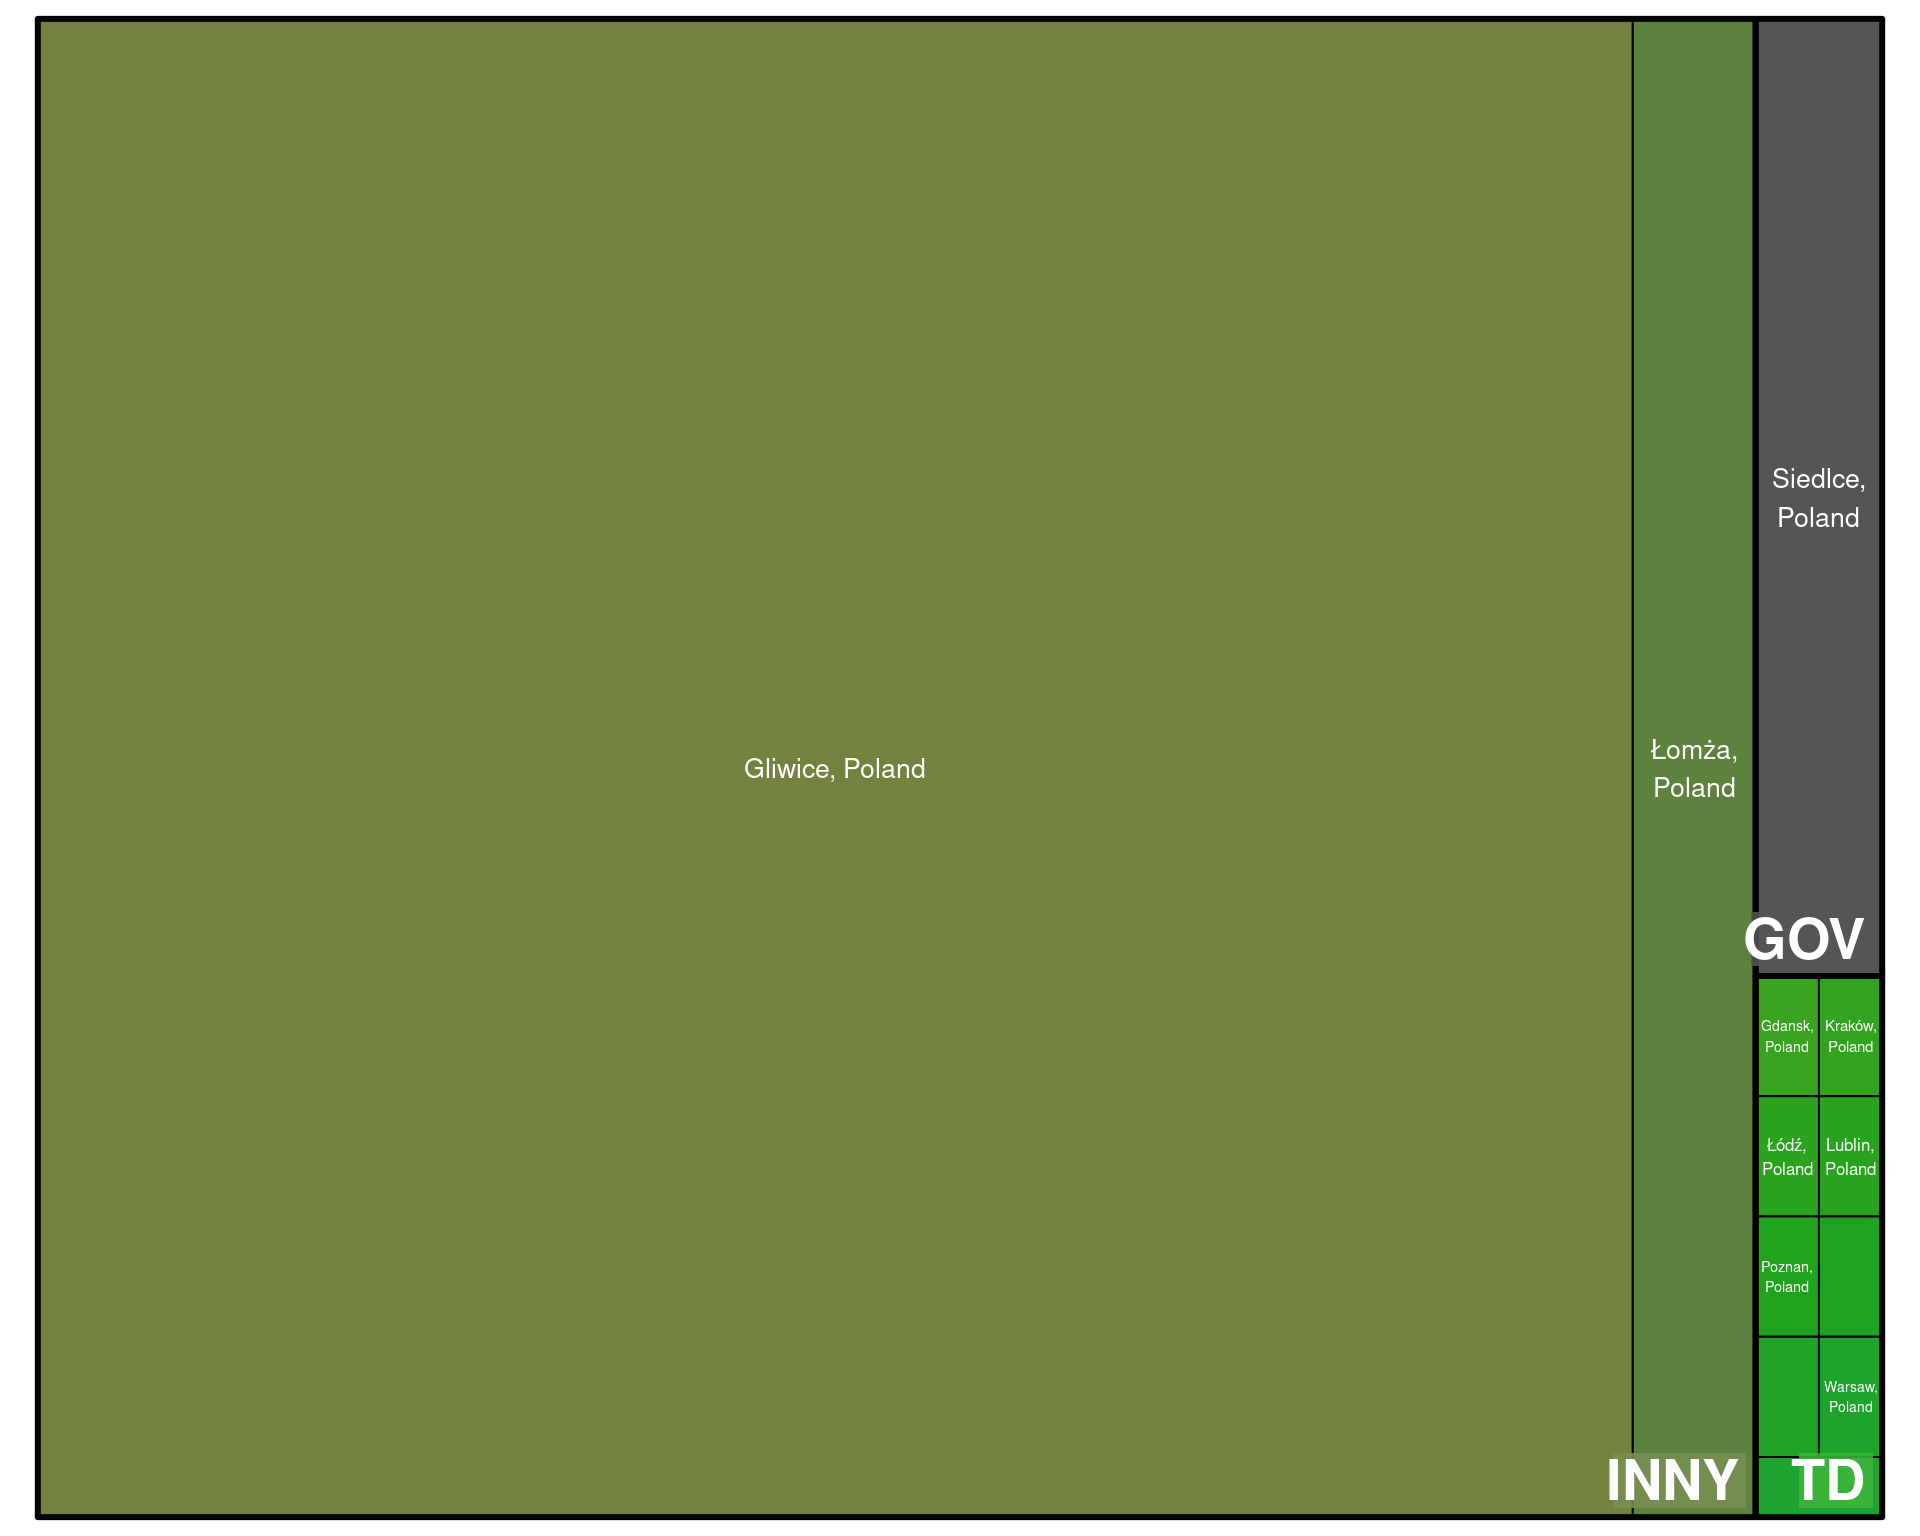 Gliwice, Poland
Łomża,
Poland
INNY
Siedlce,
Poland
GOV
Gdansk,
Poland
Kraków,
Poland
Łódź,
Poland
Lublin,
Poland
Poznan,
Poland
Warsaw,
Poland
TD